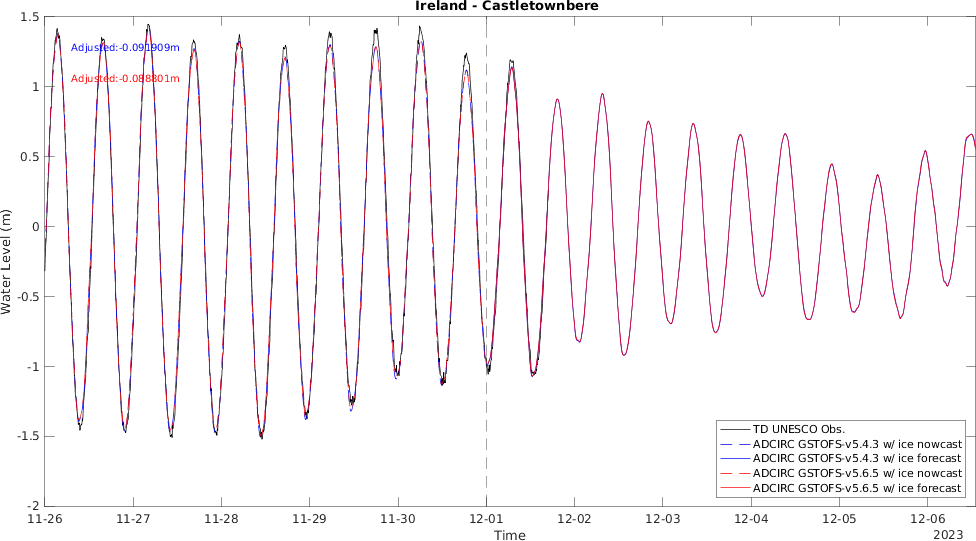 Ireland - Castletownbere
1.5
Adjusted:-0.091909m
Adjusted:-0.088801m
1
0.5
0
-0.5
-1
-1.5
-2
Water Level (m)
TD UNESCO Obs.
ADCIRC GSTOFS-v5.4.3 w/ ice nowcast
ADCIRC GSTOFS-v5.4.3 w/ ice forecast
ADCIRC GSTOFS-v5.6.5 w/ ice nowcast
ADCIRC GSTOFS-v5.6.5 w/ ice forecast
11-26 11-27 11-28 11-29 11-30 12-01 12-02 12-03 12-04 12-05 12-06
Time
2023